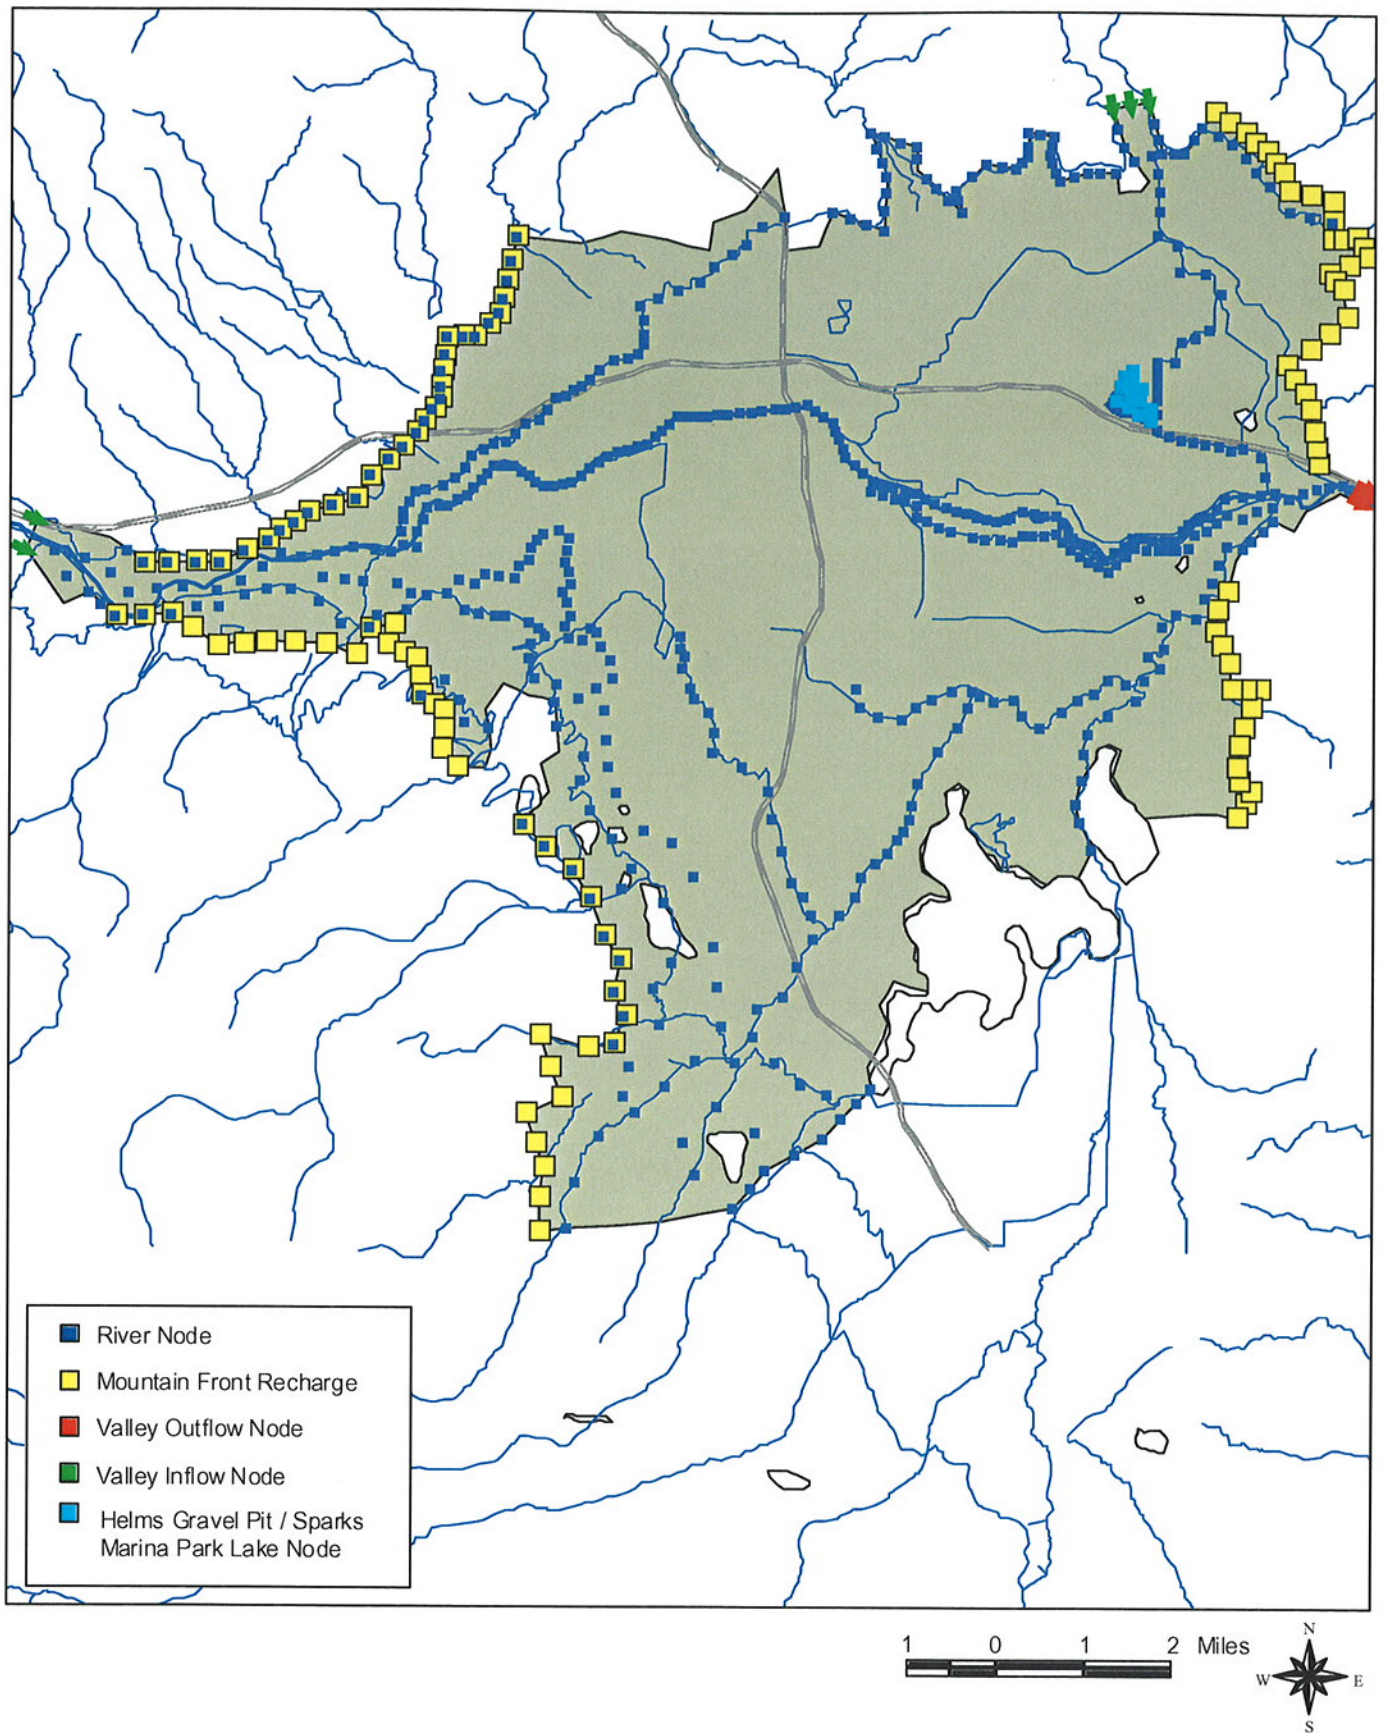 River Node
Mountain Front Recharge
Valley Outflow Node
Valley Inflow Node
Helms Gravel Pit / Sparks
Marina Park Lake Node
1 0 1 2 Miles
N
W E
S